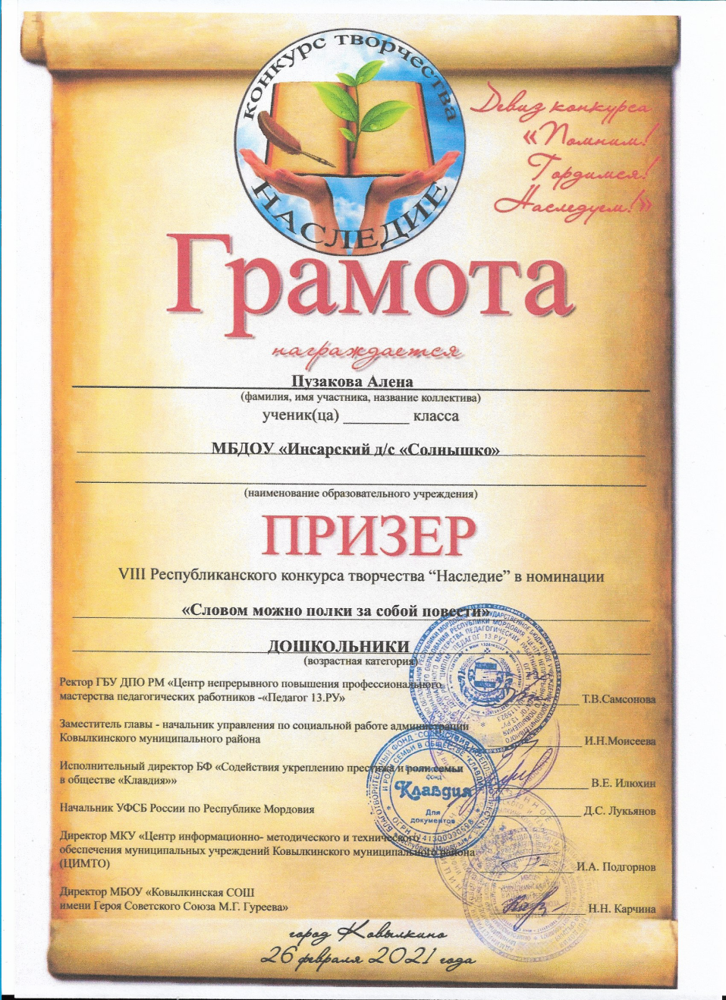 конкурс творчества
НАСЛЕДИЕ
Девиз конкурса
«Помним!
Гордимся!
Наследуем!»
Грамота
награждается
Пузакова Алена
(фамилия, имя участника, название коллектива)
ученик(ца) ________ класса
МБДОУ «Инсарский д/с «Солнышко»
(наименование образовательного учреждения)
ПРИЗЕР
VIII Республиканского конкурса творчества “Наследие” в номинации
«Словом можно полки за собой повести»
ДОШКОЛЬНИКИ
(возрастная категория)
Ректор ГБУ ДПО РМ «Центр непрерывного повышения профессионального
мастерства педагогических работников -«Педагог 13.РУ» Т.В.Самсонова
Заместитель главы - начальник управления по социальной работе администрации
Ковылкинского муниципального района И.Н.Моисеева
Исполнительный директор БФ «Содействия укреплению престижа и роли семьи
в обществе «Клавдия»» В.Е. Илюхин
Начальник УФСБ России по Республике Мордовия Д.С. Лукьянов
Директор МКУ «Центр информационно- методического и технического
обеспечения муниципальных учреждений Ковылкинского муниципального района
(ЦИМТО) И.А. Подгорнов
Директор МБОУ «Ковылкинская СОШ
имени Героя Советского Союза М.Г. Гуреева» Н.Н. Карчина
фонд
Клавдия
Для
документов
город Ковылкино
26 февраля 2021 года